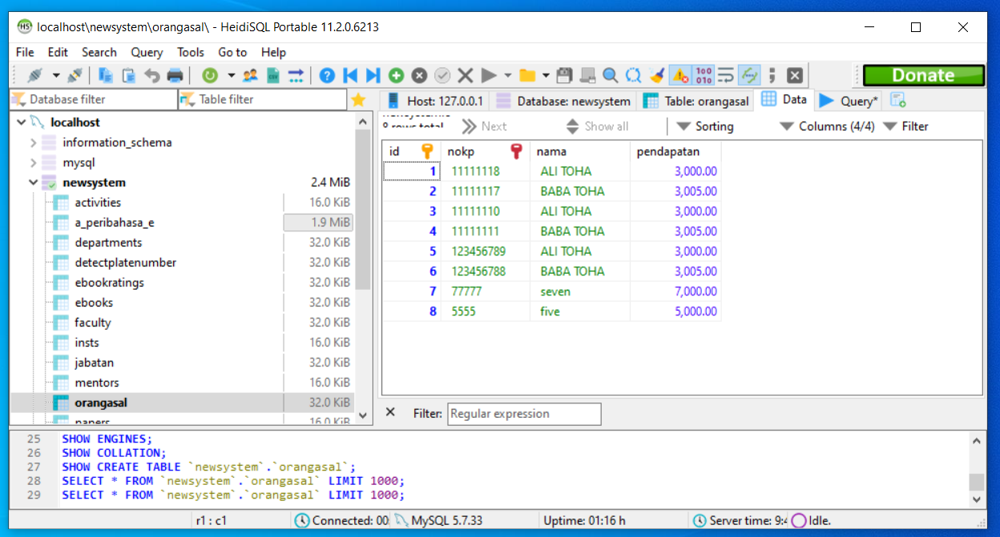 localhost\newsystem\orangasal\ - HeidiSQL Portable 11.2.0.6213
File Edit Search Query Tools Go to Help
Donate
Database filter
Table filter
Host: 127.0.0.1
Database: newsystem
Table: orangasal
Data
Query*
localhost
information_schema
mysql
newsystem 2.4 MiB
activities 16.0 KiB
a_peribahasa_e 1.9 MiB
departments 32.0 KiB
detectplatenumber 32.0 KiB
ebookratings 32.0 KiB
ebooks 32.0 KiB
faculty 32.0 KiB
insts 16.0 KiB
jabatan 32.0 KiB
mentors 16.0 KiB
orangasal 32.0 KiB
papers 16.0 KiB
8 rows total
Next
Show all
Sorting
Columns (4/4)
Filter
id nokp nama pendapatan
1 11111118 ALI TOHA 3,000.00
2 11111117 BABA TOHA 3,005.00
3 11111110 ALI TOHA 3,000.00
4 11111111 BABA TOHA 3,005.00
5 123456789 ALI TOHA 3,000.00
6 123456788 BABA TOHA 3,005.00
7 77777 seven 7,000.00
8 5555 five 5,000.00
Filter: Regular expression
25 SHOW ENGINES;
26 SHOW COLLATION;
27 SHOW CREATE TABLE `newsystem`.`orangasal`;
28 SELECT * FROM `newsystem`.`orangasal` LIMIT 1000;
29 SELECT * FROM `newsystem`.`orangasal` LIMIT 1000;
r1 : c1
Connected: 00
MySQL 5.7.33
Uptime: 01:16 h
Server time: 9:4
Idle.